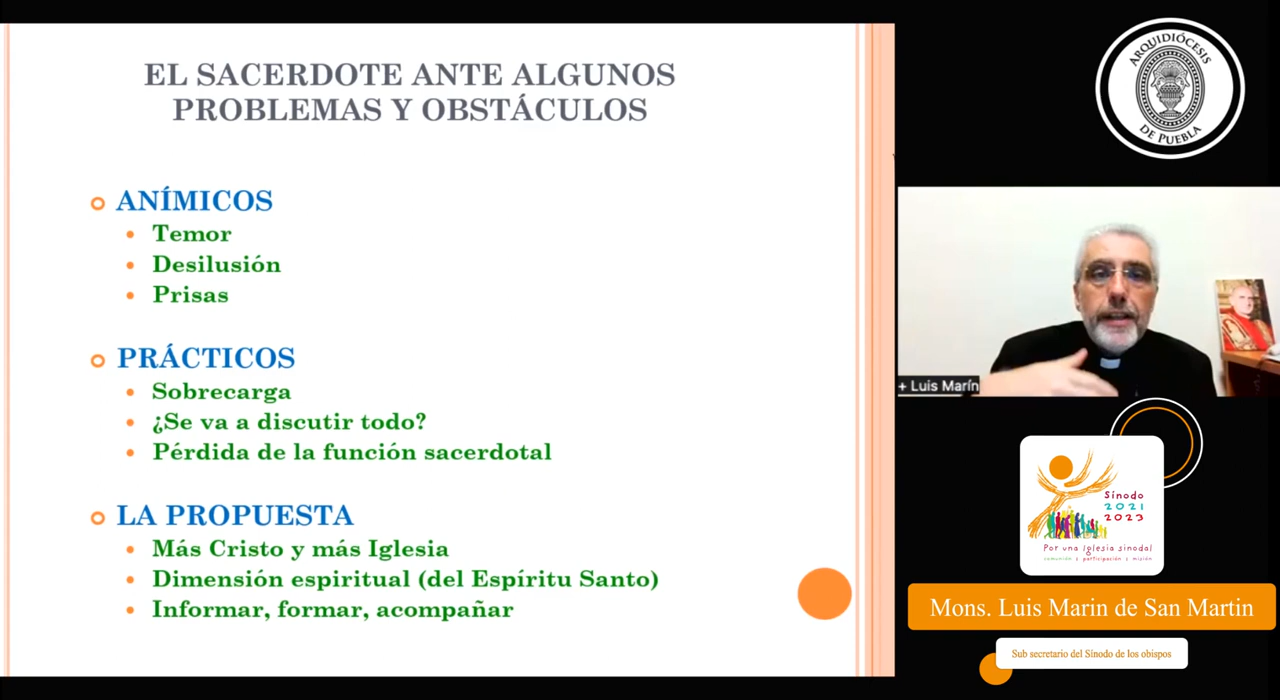 EL SACERDOTE ANTE ALGUNOS
PROBLEMAS Y OBSTÁCULOS
ANÍMICOS
Temor
Desilusión
Prisas
PRÁCTICOS
Sobrecarga
¿Se va a discutir todo?
Pérdida de la función sacerdotal
LA PROPUESTA
Más Cristo y más Iglesia
Dimensión espiritual (del Espíritu Santo)
Informar, formar, acompañar
ARQUIDIÓCESIS
DE PUEBLA
+ Luis Marín
Sínodo
2021
2023
Por una Iglesia sinodal
comunión | participación | misión
Mons. Luis Marin de San Martin
Sub secretario del Sínodo de los obispos